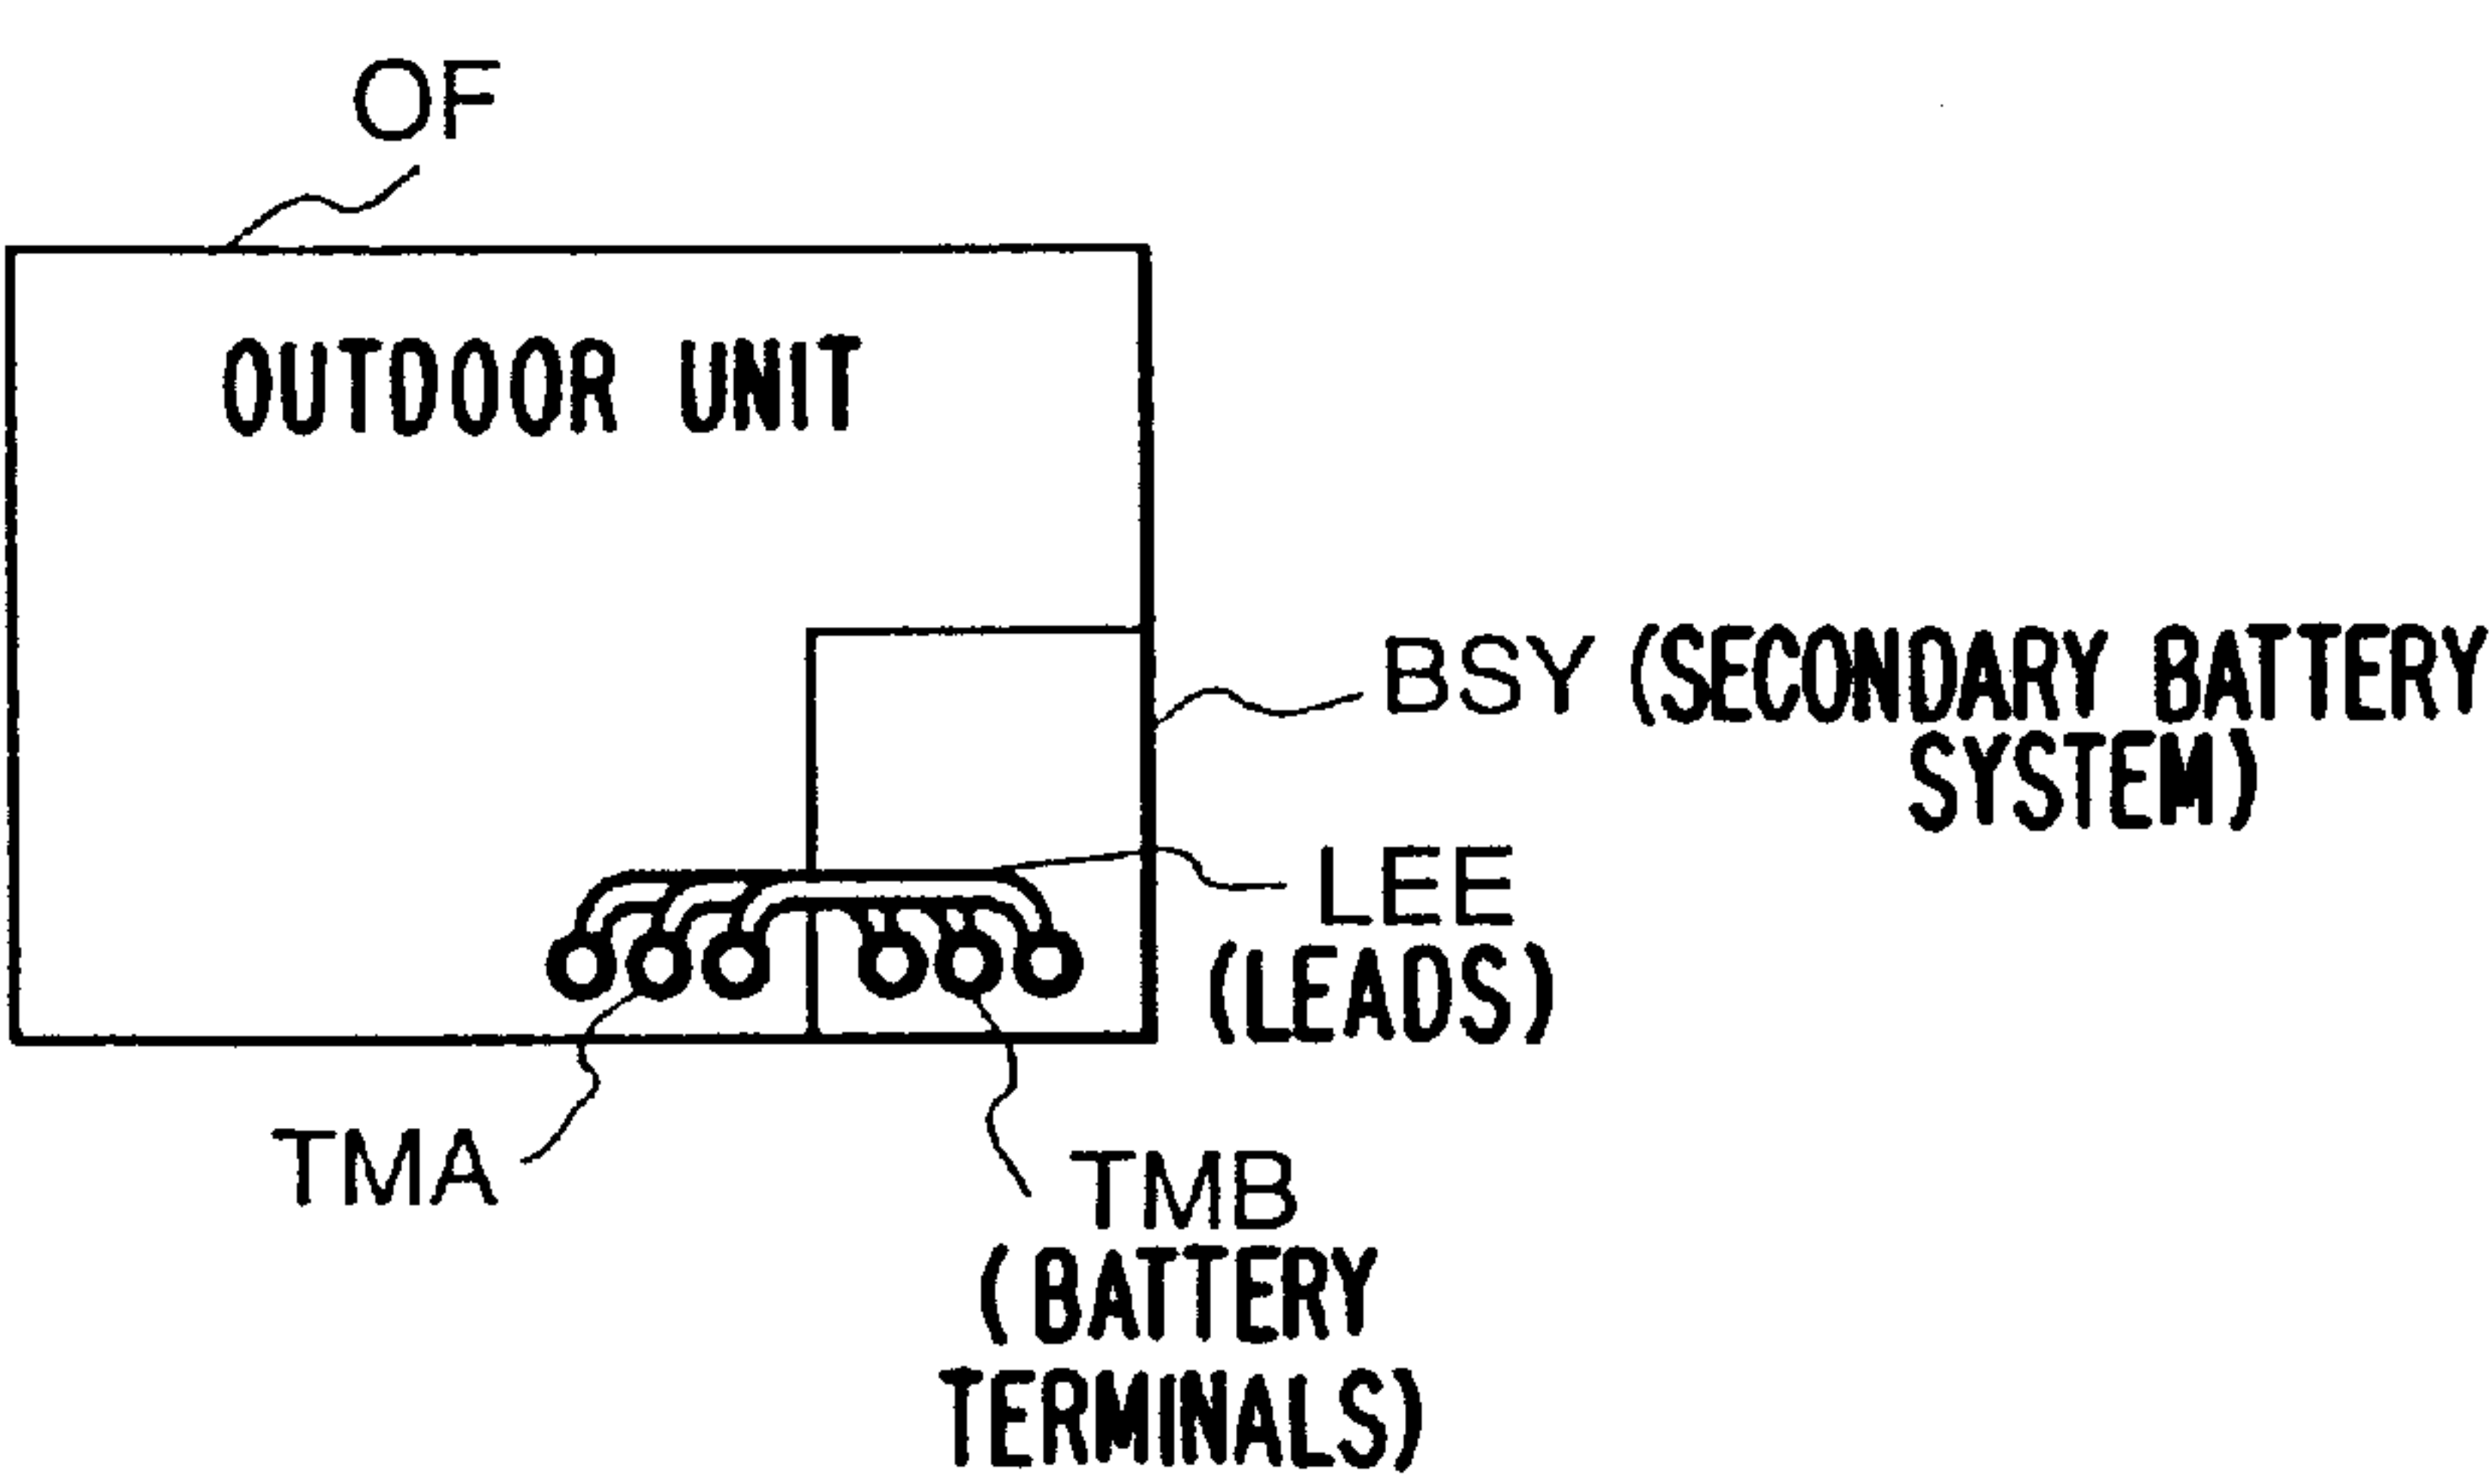 OF
OUTDOOR UNIT
BSY (SECONDARY BATTERY
SYSTEM)
LEE
(LEADS)
TMA
TMB
(BATTERY
TERMINALS)